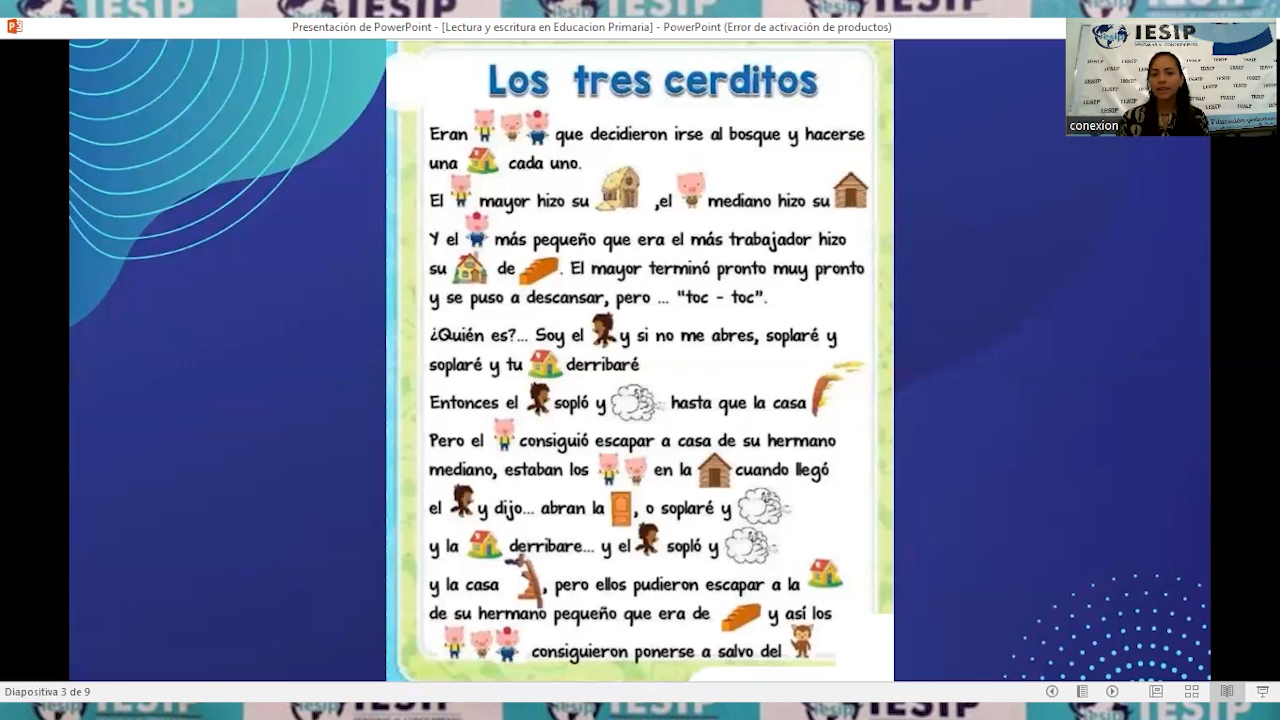 Presentación de PowerPoint - [Lectura y escritura en Educacion Primaria] - PowerPoint (Error de activación de productos)
IESIP
conexion
Los tres cerditos
Eran que decidieron irse al bosque y hacerse
una cada uno.
El mayor hizo su ,el mediano hizo su
Y el más pequeño que era el más trabajador hizo
su de . El mayor terminó pronto muy pronto
y se puso a descansar, pero ... “toc - toc”.
¿Quién es?... Soy el y si no me abres, soplaré y
soplaré y tu derribaré
Entonces el sopló y hasta que la casa
Pero el consiguió escapar a casa de su hermano
mediano, estaban los en la cuando llegó
el y dijo... abran la , o soplaré y
y la derribare... y el sopló y
y la casa , pero ellos pudieron escapar a la
de su hermano pequeño que era de y así los
consiguieron ponerse a salvo del
Diapositiva 3 de 9